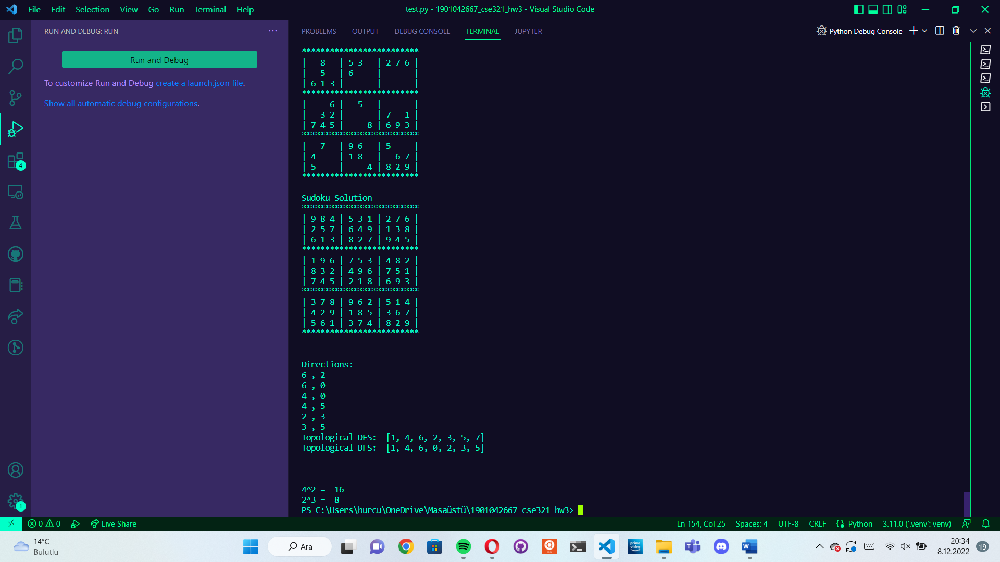 File Edit Selection View Go Run Terminal Help
test.py - 1901042667_cse321_hw3 - Visual Studio Code
RUN AND DEBUG: RUN
Run and Debug
To customize Run and Debug create a launch.json file.
Show all automatic debug configurations.
4
1
PROBLEMS OUTPUT DEBUG CONSOLE TERMINAL JUPYTER
Python Debug Console
*************************
|   8   | 5 3   | 2 7 6 |
|   5   | 6     |       |
| 6 1 3 |       |       |
*************************
|     6 |   5   |       |
|   3 2 |       | 7   1 |
| 7 4 5 |     8 | 6 9 3 |
*************************
|   7   | 9 6   | 5     |
| 4     | 1 8   |   6 7 |
| 5     |     4 | 8 2 9 |
*************************
Sudoku Solution
*************************
| 9 8 4 | 5 3 1 | 2 7 6 |
| 2 5 7 | 6 4 9 | 1 3 8 |
| 6 1 3 | 8 2 7 | 9 4 5 |
*************************
| 1 9 6 | 7 5 3 | 4 8 2 |
| 8 3 2 | 4 9 6 | 7 5 1 |
| 7 4 5 | 2 1 8 | 6 9 3 |
*************************
| 3 7 8 | 9 6 2 | 5 1 4 |
| 4 2 9 | 1 8 5 | 3 6 7 |
| 5 6 1 | 3 7 4 | 8 2 9 |
*************************
Directions:
6 , 2
6 , 0
4 , 0
4 , 5
2 , 3
3 , 5
Topological DFS:  [1, 4, 6, 2, 3, 5, 7]
Topological BFS:  [1, 4, 6, 0, 2, 3, 5]
4^2 =  16
2^3 =  8
PS C:\Users\burcu\OneDrive\Masaüstü\1901042667_cse321_hw3>
0 0 Live Share Ln 154, Col 25 Spaces: 4 UTF-8 CRLF Python 3.11.0 ('.venv': venv)
14°C
Bulutlu
Ara
prime video
W
20:34
8.12.2022
19